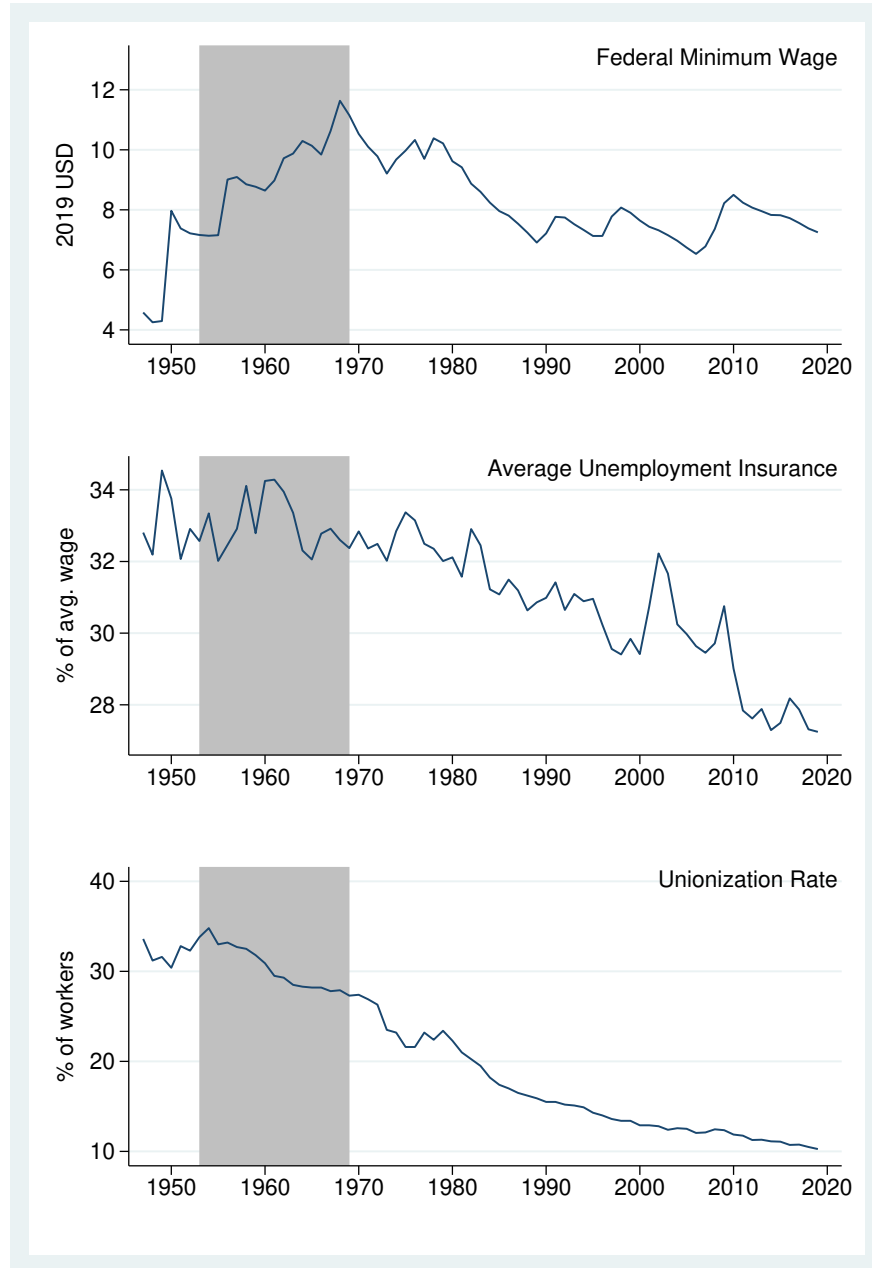 Federal Minimum Wage
2019 USD
12
10
8
6
4
1950 1960 1970 1980 1990 2000 2010 2020
Average Unemployment Insurance
% of avg. wage
34
32
30
28
1950 1960 1970 1980 1990 2000 2010 2020
Unionization Rate
% of workers
40
30
20
10
1950 1960 1970 1980 1990 2000 2010 2020